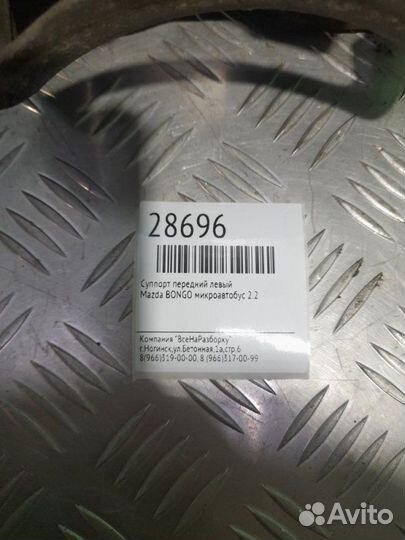 28696
Суппорт передний левый
Mazda BONGO микроавтобус 2.2
Компания "ВсеНаРазборку"
г.Ногинск,ул.Бетонная,1а,стр.6
8(966)319-00-00, 8 (966)317-00-99
Avito